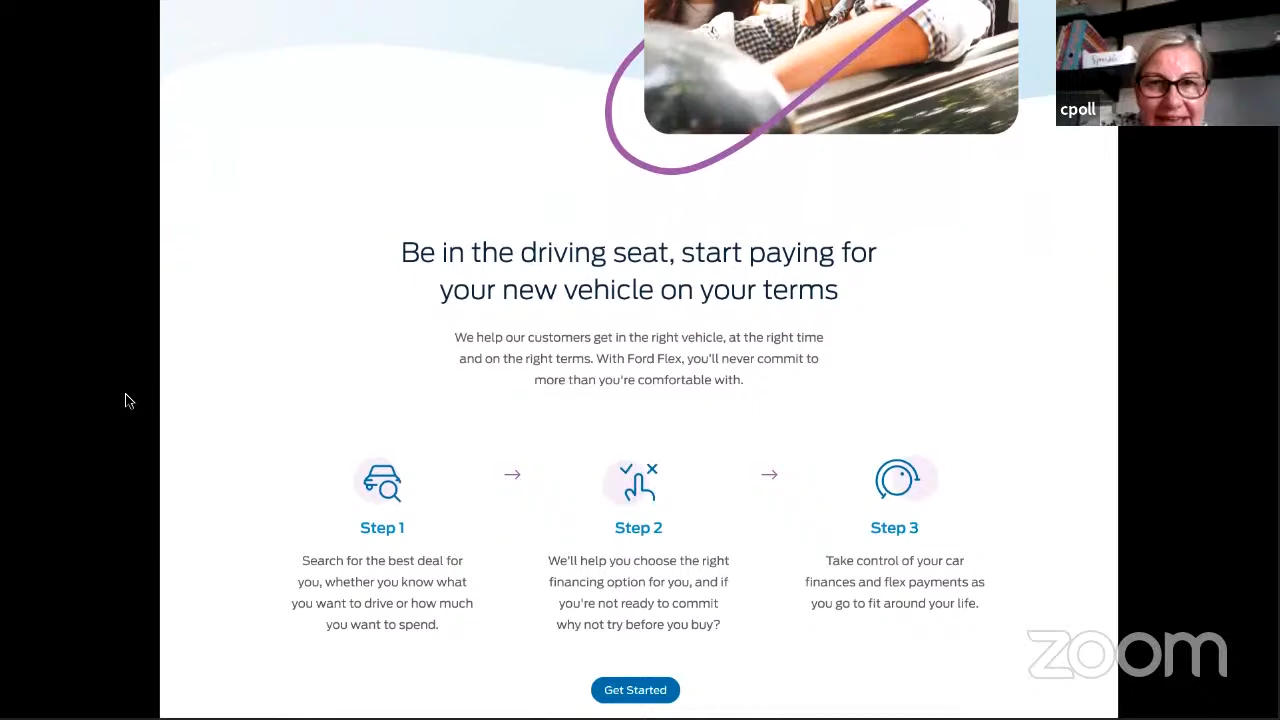 cpoll
Be in the driving seat, start paying for
your new vehicle on your terms
We help our customers get in the right vehicle, at the right time
and on the right terms. With Ford Flex, you'll never commit to
more than you're comfortable with.
Step 1
Search for the best deal for
you, whether you know what
you want to drive or how much
you want to spend.
Step 2
We'll help you choose the right
financing option for you, and if
you're not ready to commit
why not try before you buy?
Step 3
Take control of your car
finances and flex payments as
you go to fit around your life.
Get Started
zoom